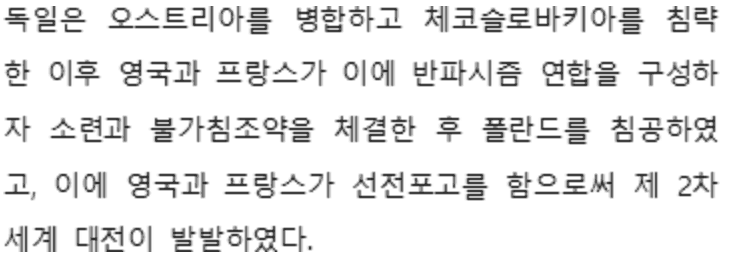 독일은 오스트리아를 병합하고 체코슬로바키아를 침략
한 이후 영국과 프랑스가 이에 반파시즘 연합을 구성하
자 소련과 불가침조약을 체결한 후 폴란드를 침공하였
고, 이에 영국과 프랑스가 선전포고를 함으로써 제 2차
세계 대전이 발발하였다.